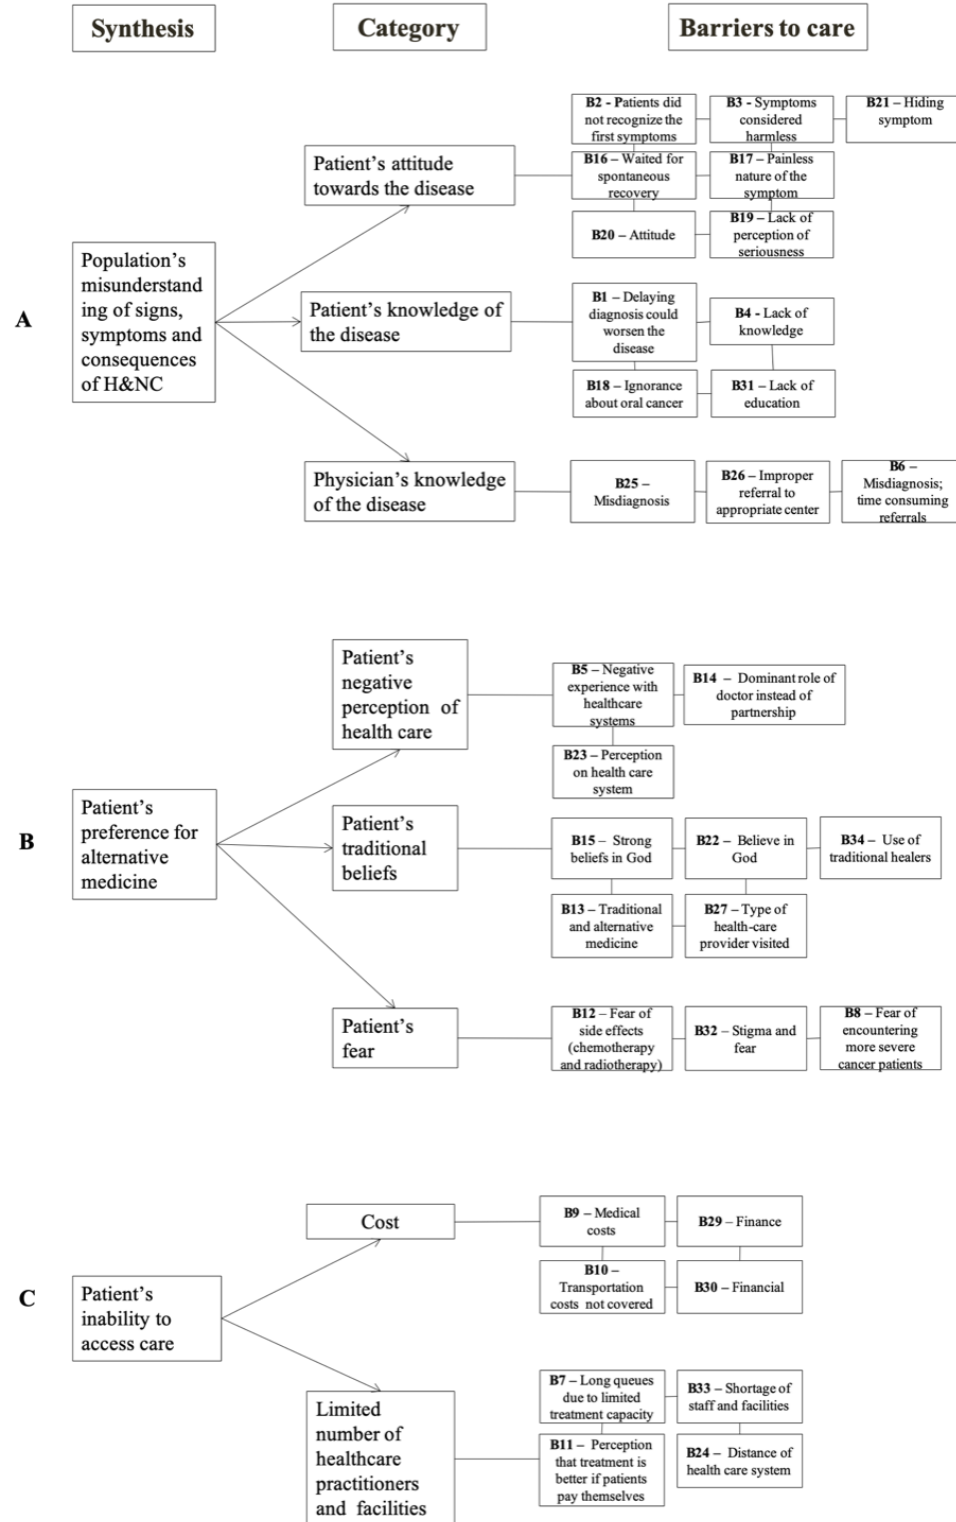 Synthesis
Category
Barriers to care
A
Population's
misunderstand
ing of signs,
symptoms and
consequences
of H&NC
Patient's attitude
towards the disease
B2 - Patients did
not recognize the
first symptoms
B3 - Symptoms
considered
harmless
B21 – Hiding
symptom
B16 – Waited for
spontaneous
recovery
B17 – Painless
nature of the
symptom
B20 – Attitude
B19 – Lack of
perception of
seriousness
Patient's knowledge of
the disease
B1 – Delaying
diagnosis could
worsen the
disease
B4 - Lack of
knowledge
B18 – Ignorance
about oral cancer
B31 – Lack of
education
Physician's knowledge
of the disease
B25 –
Misdiagnosis
B26 – Improper
referral to
appropriate center
B6 –
Misdiagnosis;
time consuming
referrals
B
Patient's
preference for
alternative
medicine
Patient's
negative
perception of
health care
B5 – Negative
experience with
healthcare
systems
B14 – Dominant role of
doctor instead of
partnership
B23 – Perception
on health care
system
Patient's
traditional
beliefs
B15 – Strong
beliefs in God
B22 – Believe in
God
B34 – Use of
traditional healers
B13 – Traditional
and alternative
medicine
B27 – Type of
health-care
provider visited
Patient's
fear
B12 – Fear of
side effects
(chemotherapy
and radiotherapy)
B32 – Stigma and
fear
B8 – Fear of
encountering
more severe
cancer patients
C
Patient's
inability to
access care
Cost
B9 – Medical
costs
B29 – Finance
B10 –
Transportation
costs not covered
B30 – Financial
Limited
number of
healthcare
practitioners
and facilities
B7 – Long queues
due to limited
treatment capacity
B33 – Shortage of
staff and facilities
B11 – Perception
that treatment is
better if patients
pay themselves
B24 – Distance of
health care system